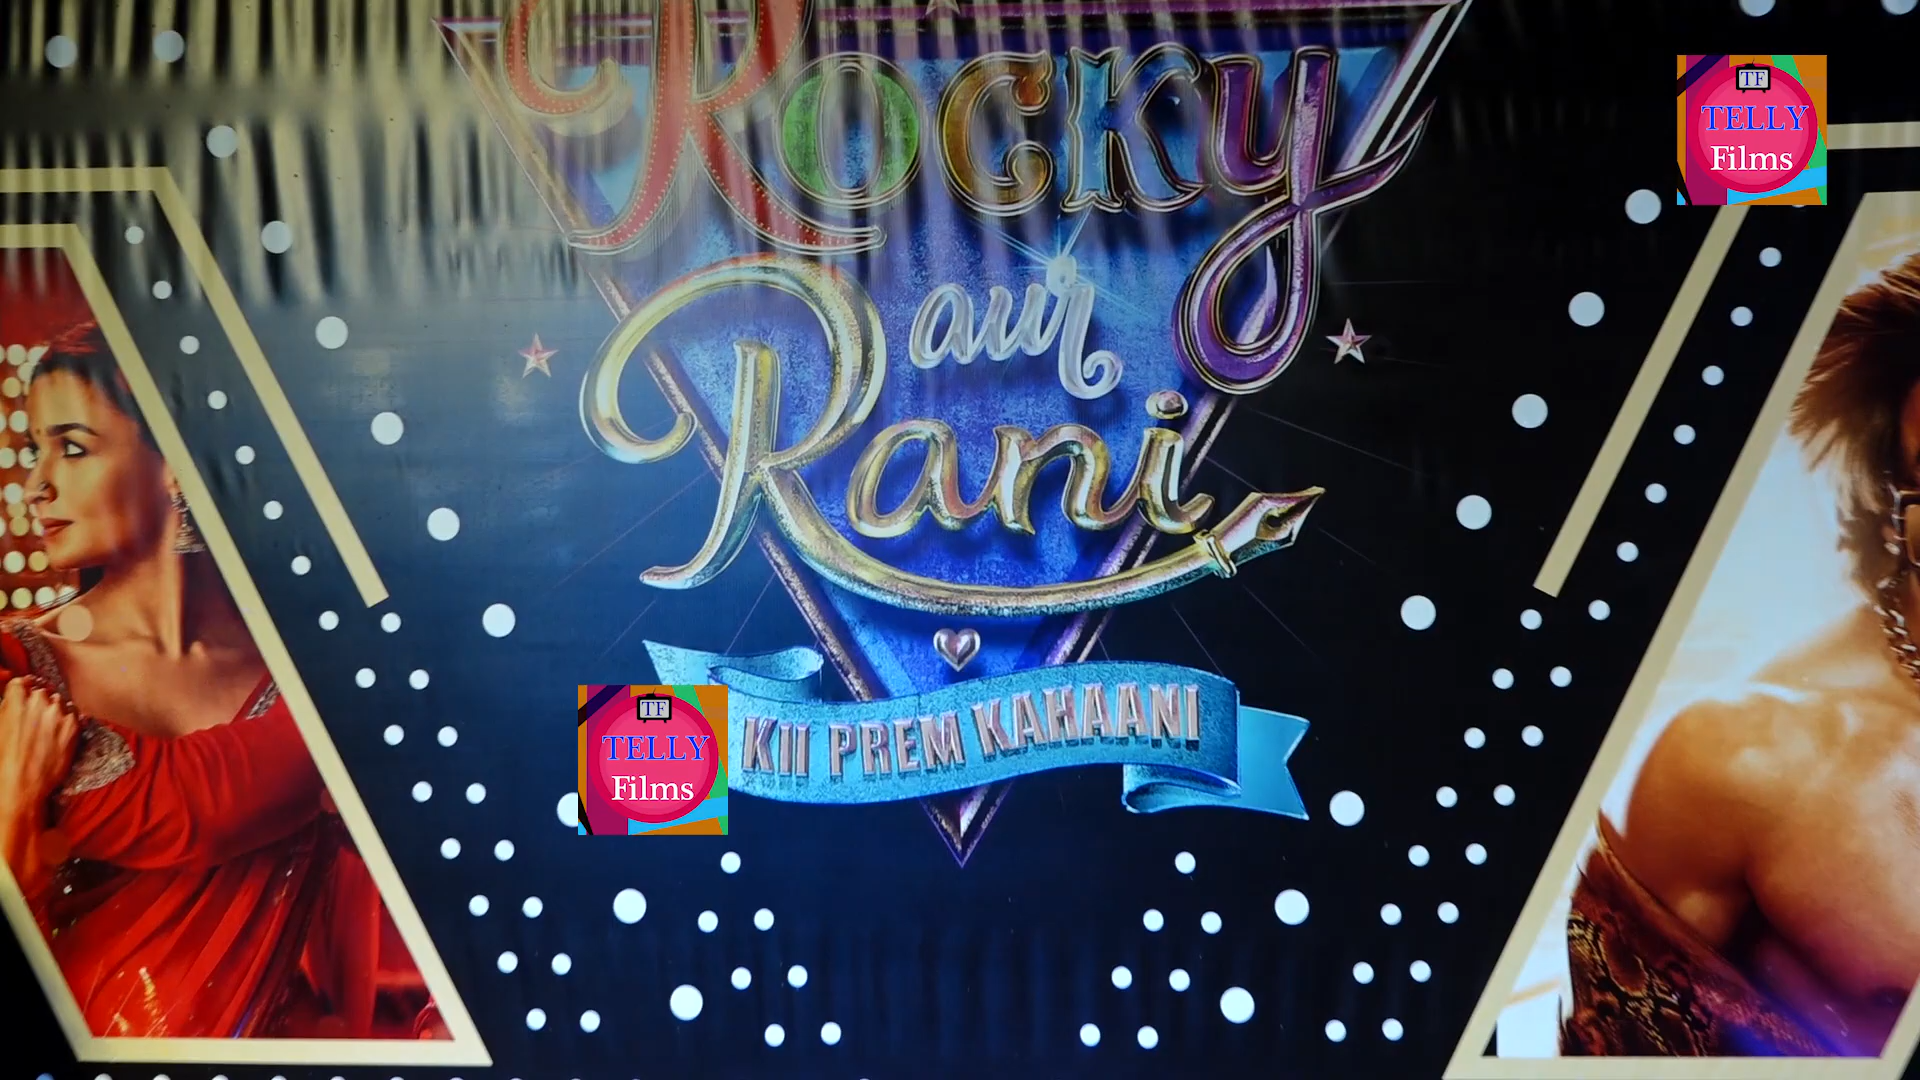 Rocky
aur
Rani
KII PREM KAHAANI
TF
TELLY
Films
TF
TELLY
Films